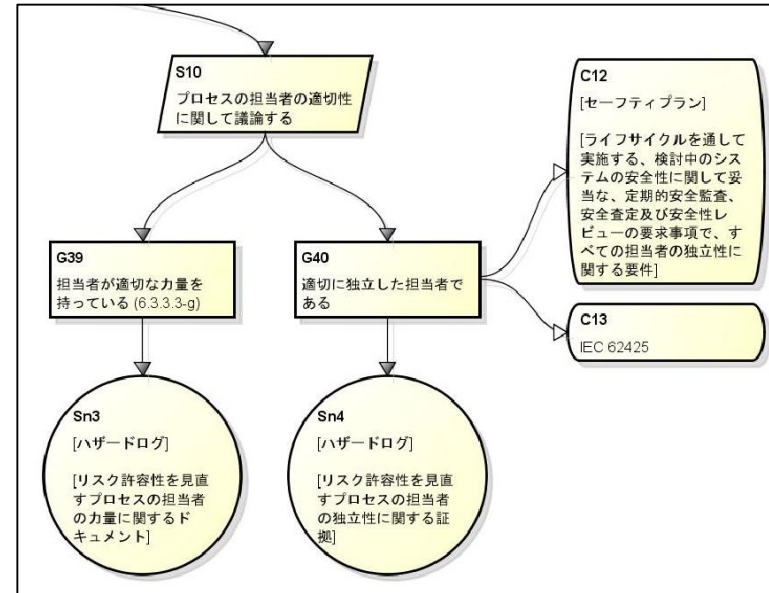 S10
プロセスの担当者の適切性
に関して議論する
C12
[セーフティプラン]
[ライフサイクルを通して
実施する、検討中のシス
テムの安全性に関して妥
当な、定期的安全監査、
安全査定及び安全性レ
ビューの要求事項で、す
べての担当者の独立性に
関する要件]
G39
担当者が適切な力量を
持っている (6.3.3.3-g)
G40
適切に独立した担当者で
ある
C13
IEC 62425
Sn3
[ハザードログ]
[リスク許容性を見直
すプロセスの担当者
の力量に関するド
キュメント]
Sn4
[ハザードログ]
[リスク許容性を見直
すプロセスの担当者
の独立性に関する証
拠]